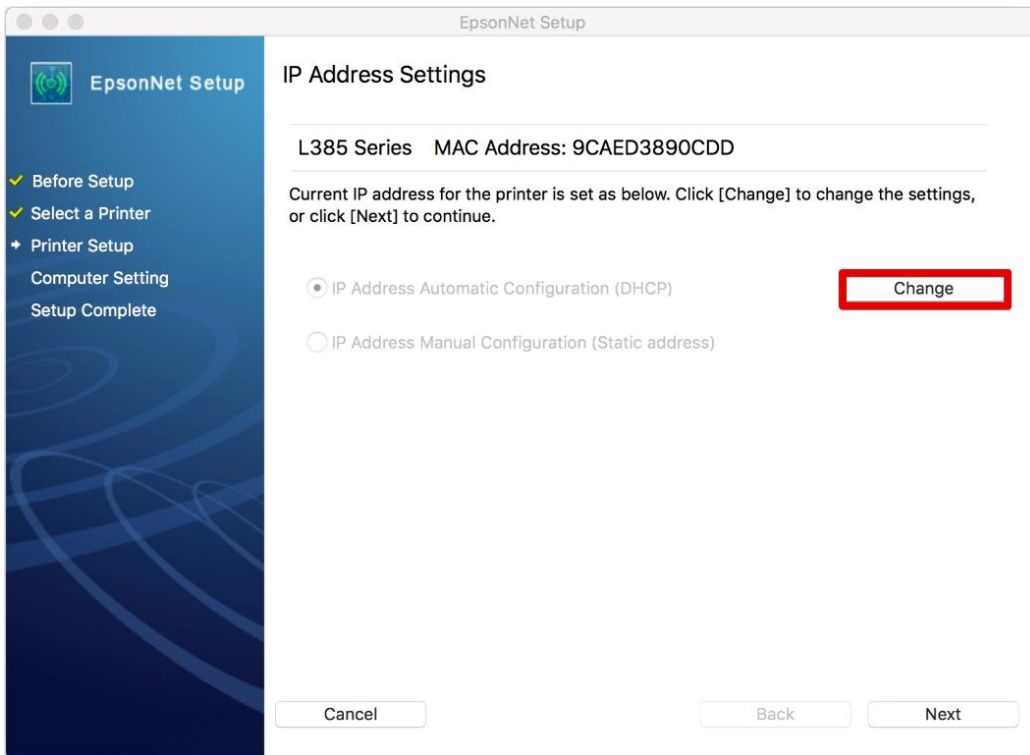 EpsonNet Setup
EpsonNet Setup
Before Setup
Select a Printer
Printer Setup
Computer Setting
Setup Complete
IP Address Settings
L385 Series MAC Address: 9CAED3890CDD
Current IP address for the printer is set as below. Click [Change] to change the settings,
or click [Next] to continue.
IP Address Automatic Configuration (DHCP)
Change
IP Address Manual Configuration (Static address)
Cancel
Back
Next